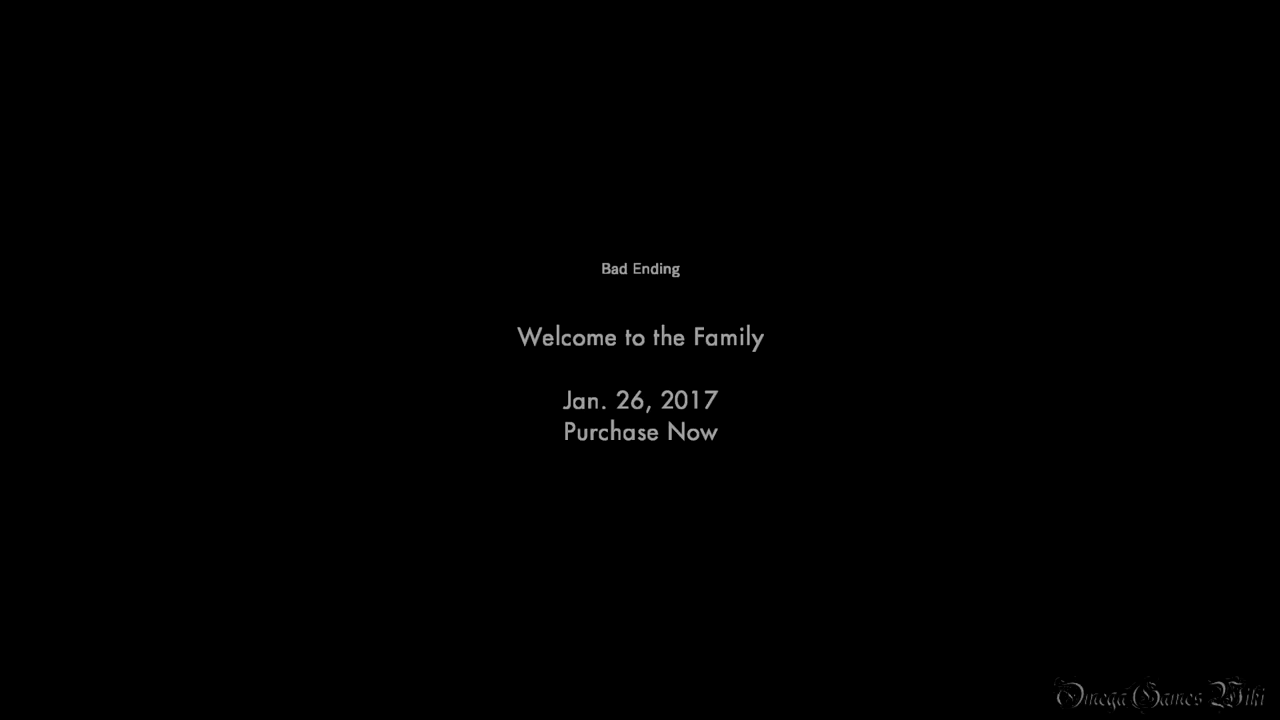 Bad Ending
Welcome to the Family
Jan. 26, 2017
Purchase Now
Omega Games Wiki